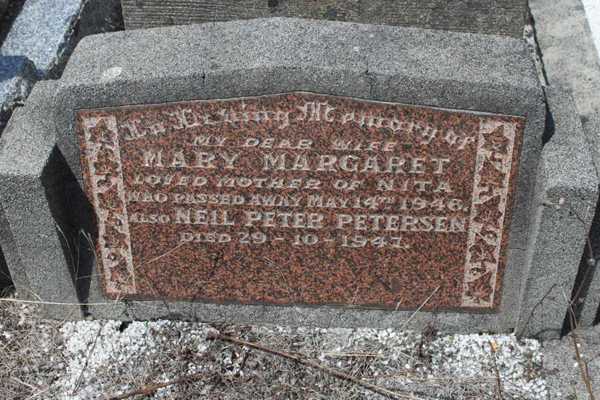 In Loving Memory of
MY DEAR WIFE
MARY MARGARET
LOVED MOTHER OF NITA
WHO PASSED AWAY MAY 14TH 1946.
ALSO NEIL PETER PETERSEN
DIED 29-10-1947.